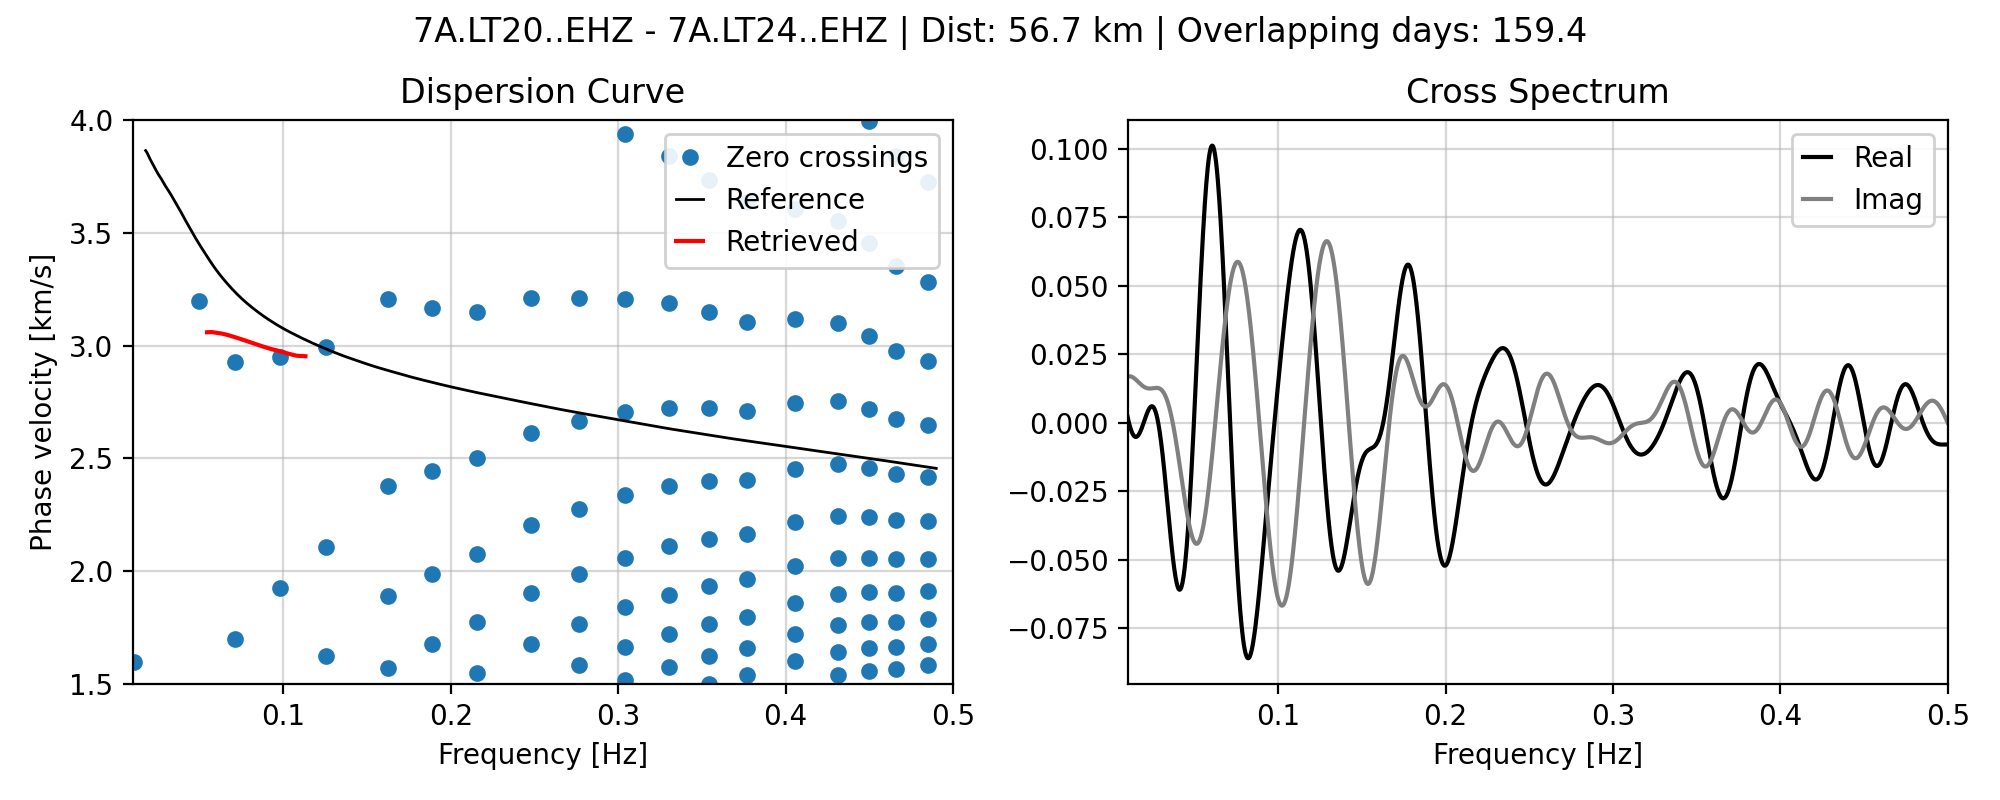 7A.LT20..EHZ - 7A.LT24..EHZ | Dist: 56.7 km | Overlapping days: 159.4
Dispersion Curve
4.0
3.5
3.0
2.5
2.0
1.5
0.1
0.2
0.3
0.4
0.5
Frequency [Hz]
Phase velocity [km/s]
Zero crossings
Reference
Retrieved
Cross Spectrum
0.100
0.075
0.050
0.025
0.000
−0.025
−0.050
−0.075
0.1
0.2
0.3
0.4
0.5
Frequency [Hz]
Real
Imag